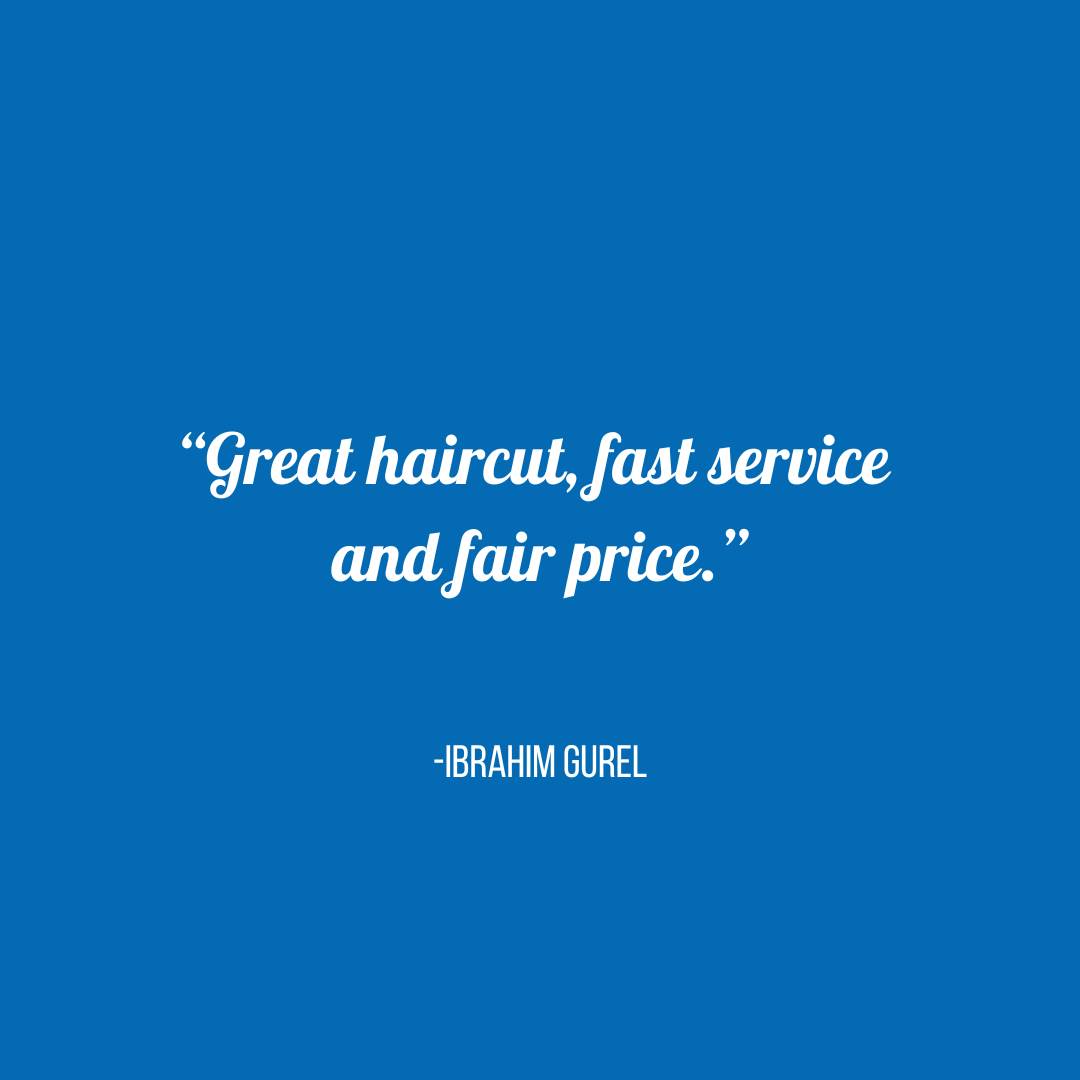 “Great haircut, fast service
and fair price.”
-IBRAHIM GUREL